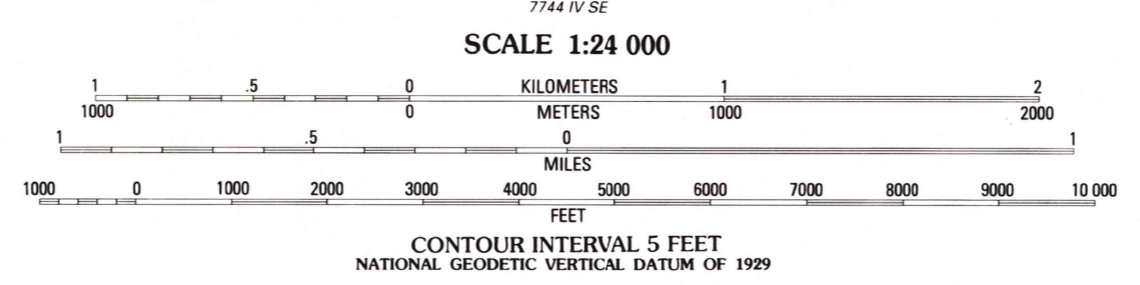 7744 IV SE
SCALE 1:24 000
1 .5 0 KILOMETERS 1 2
1000 0 METERS 1000 2000
1 .5 0 1
MILES
1000 0 1000 2000 3000 4000 5000 6000 7000 8000 9000 10 000
FEET
CONTOUR INTERVAL 5 FEET
NATIONAL GEODETIC VERTICAL DATUM OF 1929